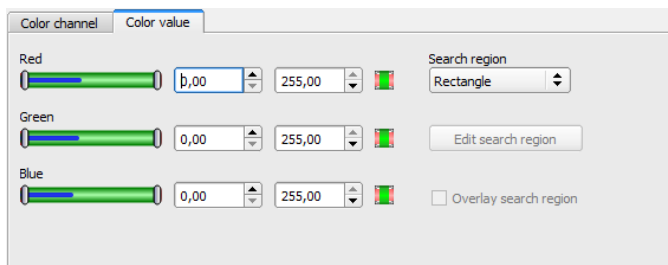 Color channel Color value
Red
0,00 255,00
Green
0,00 255,00
Blue
0,00 255,00
Search region
Rectangle
Edit search region
Overlay search region